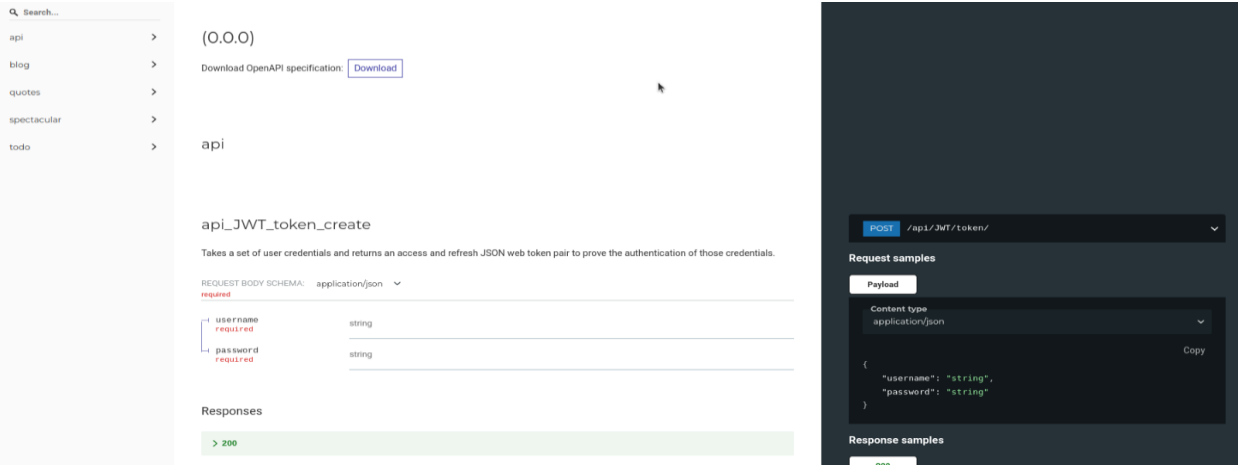 Search...
api
blog
quotes
spectacular
todo
(0.0.0)
Download OpenAPI specification: Download
api
api_JWT_token_create
Takes a set of user credentials and returns an access and refresh JSON web token pair to prove the authentication of those credentials.
REQUEST BODY SCHEMA: application/json
required
username
required
string
password
required
string
Responses
200
POST /api/JWT/token/
Request samples
Payload
Content type
application/json
Copy
{
"username": "string",
"password": "string"
}
Response samples